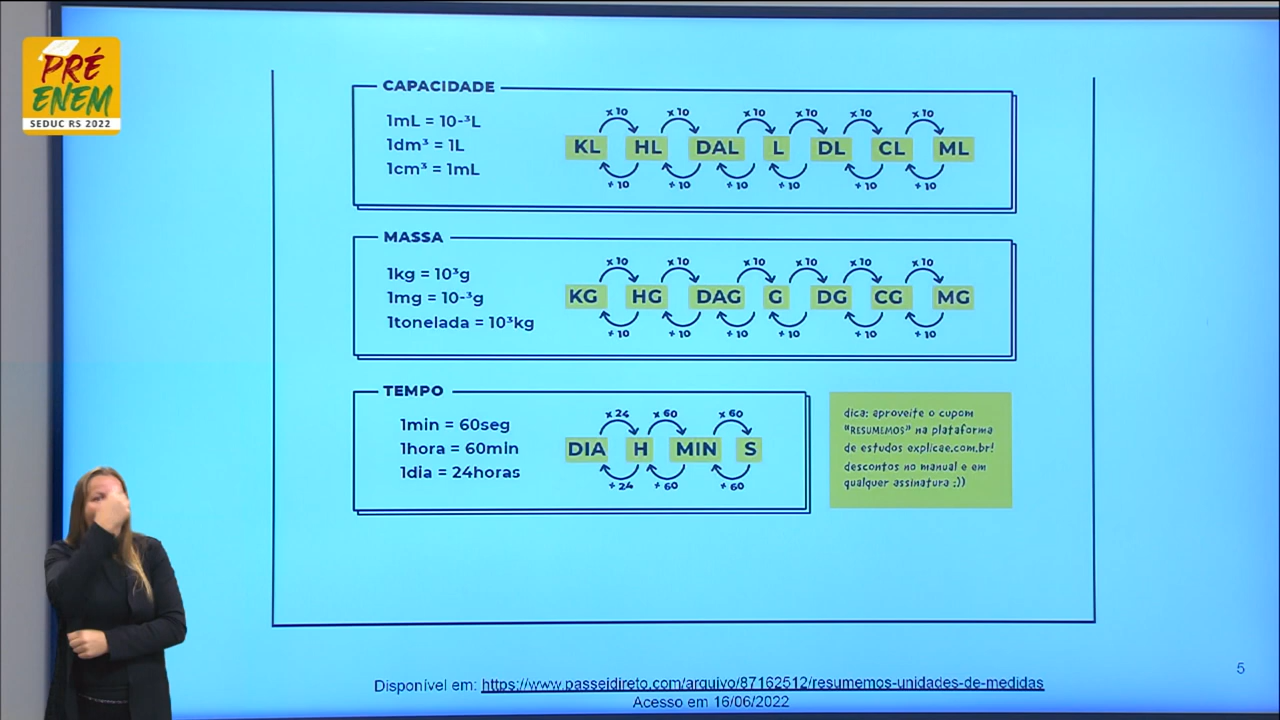 PRÉ
ENEM
SEDUC RS 2022
CAPACIDADE
1mL = 10-³L
1dm³ = 1L
1cm³ = 1mL
x 10 x 10 x 10 x 10 x 10 x 10
KL HL DAL L DL CL ML
÷ 10 ÷ 10 ÷ 10 ÷ 10 ÷ 10 ÷ 10
MASSA
1kg = 10³g
1mg = 10-³g
1tonelada = 10³kg
x 10 x 10 x 10 x 10 x 10 x 10
KG HG DAG G DG CG MG
÷ 10 ÷ 10 ÷ 10 ÷ 10 ÷ 10 ÷ 10
TEMPO
1min = 60seg
1hora = 60min
1dia = 24horas
x 24 x 60 x 60
DIA H MIN S
÷ 24 ÷ 60 ÷ 60
dica: aproveite o cupom
"RESUMEMOS" na plataforma
de estudos explicae.com.br!
descontos no manual e em
qualquer assinatura :))
5
Disponível em: https://www.passeidireto.com/arquivo/87162512/resumemos-unidades-de-medidas
Acesso em 16/06/2022